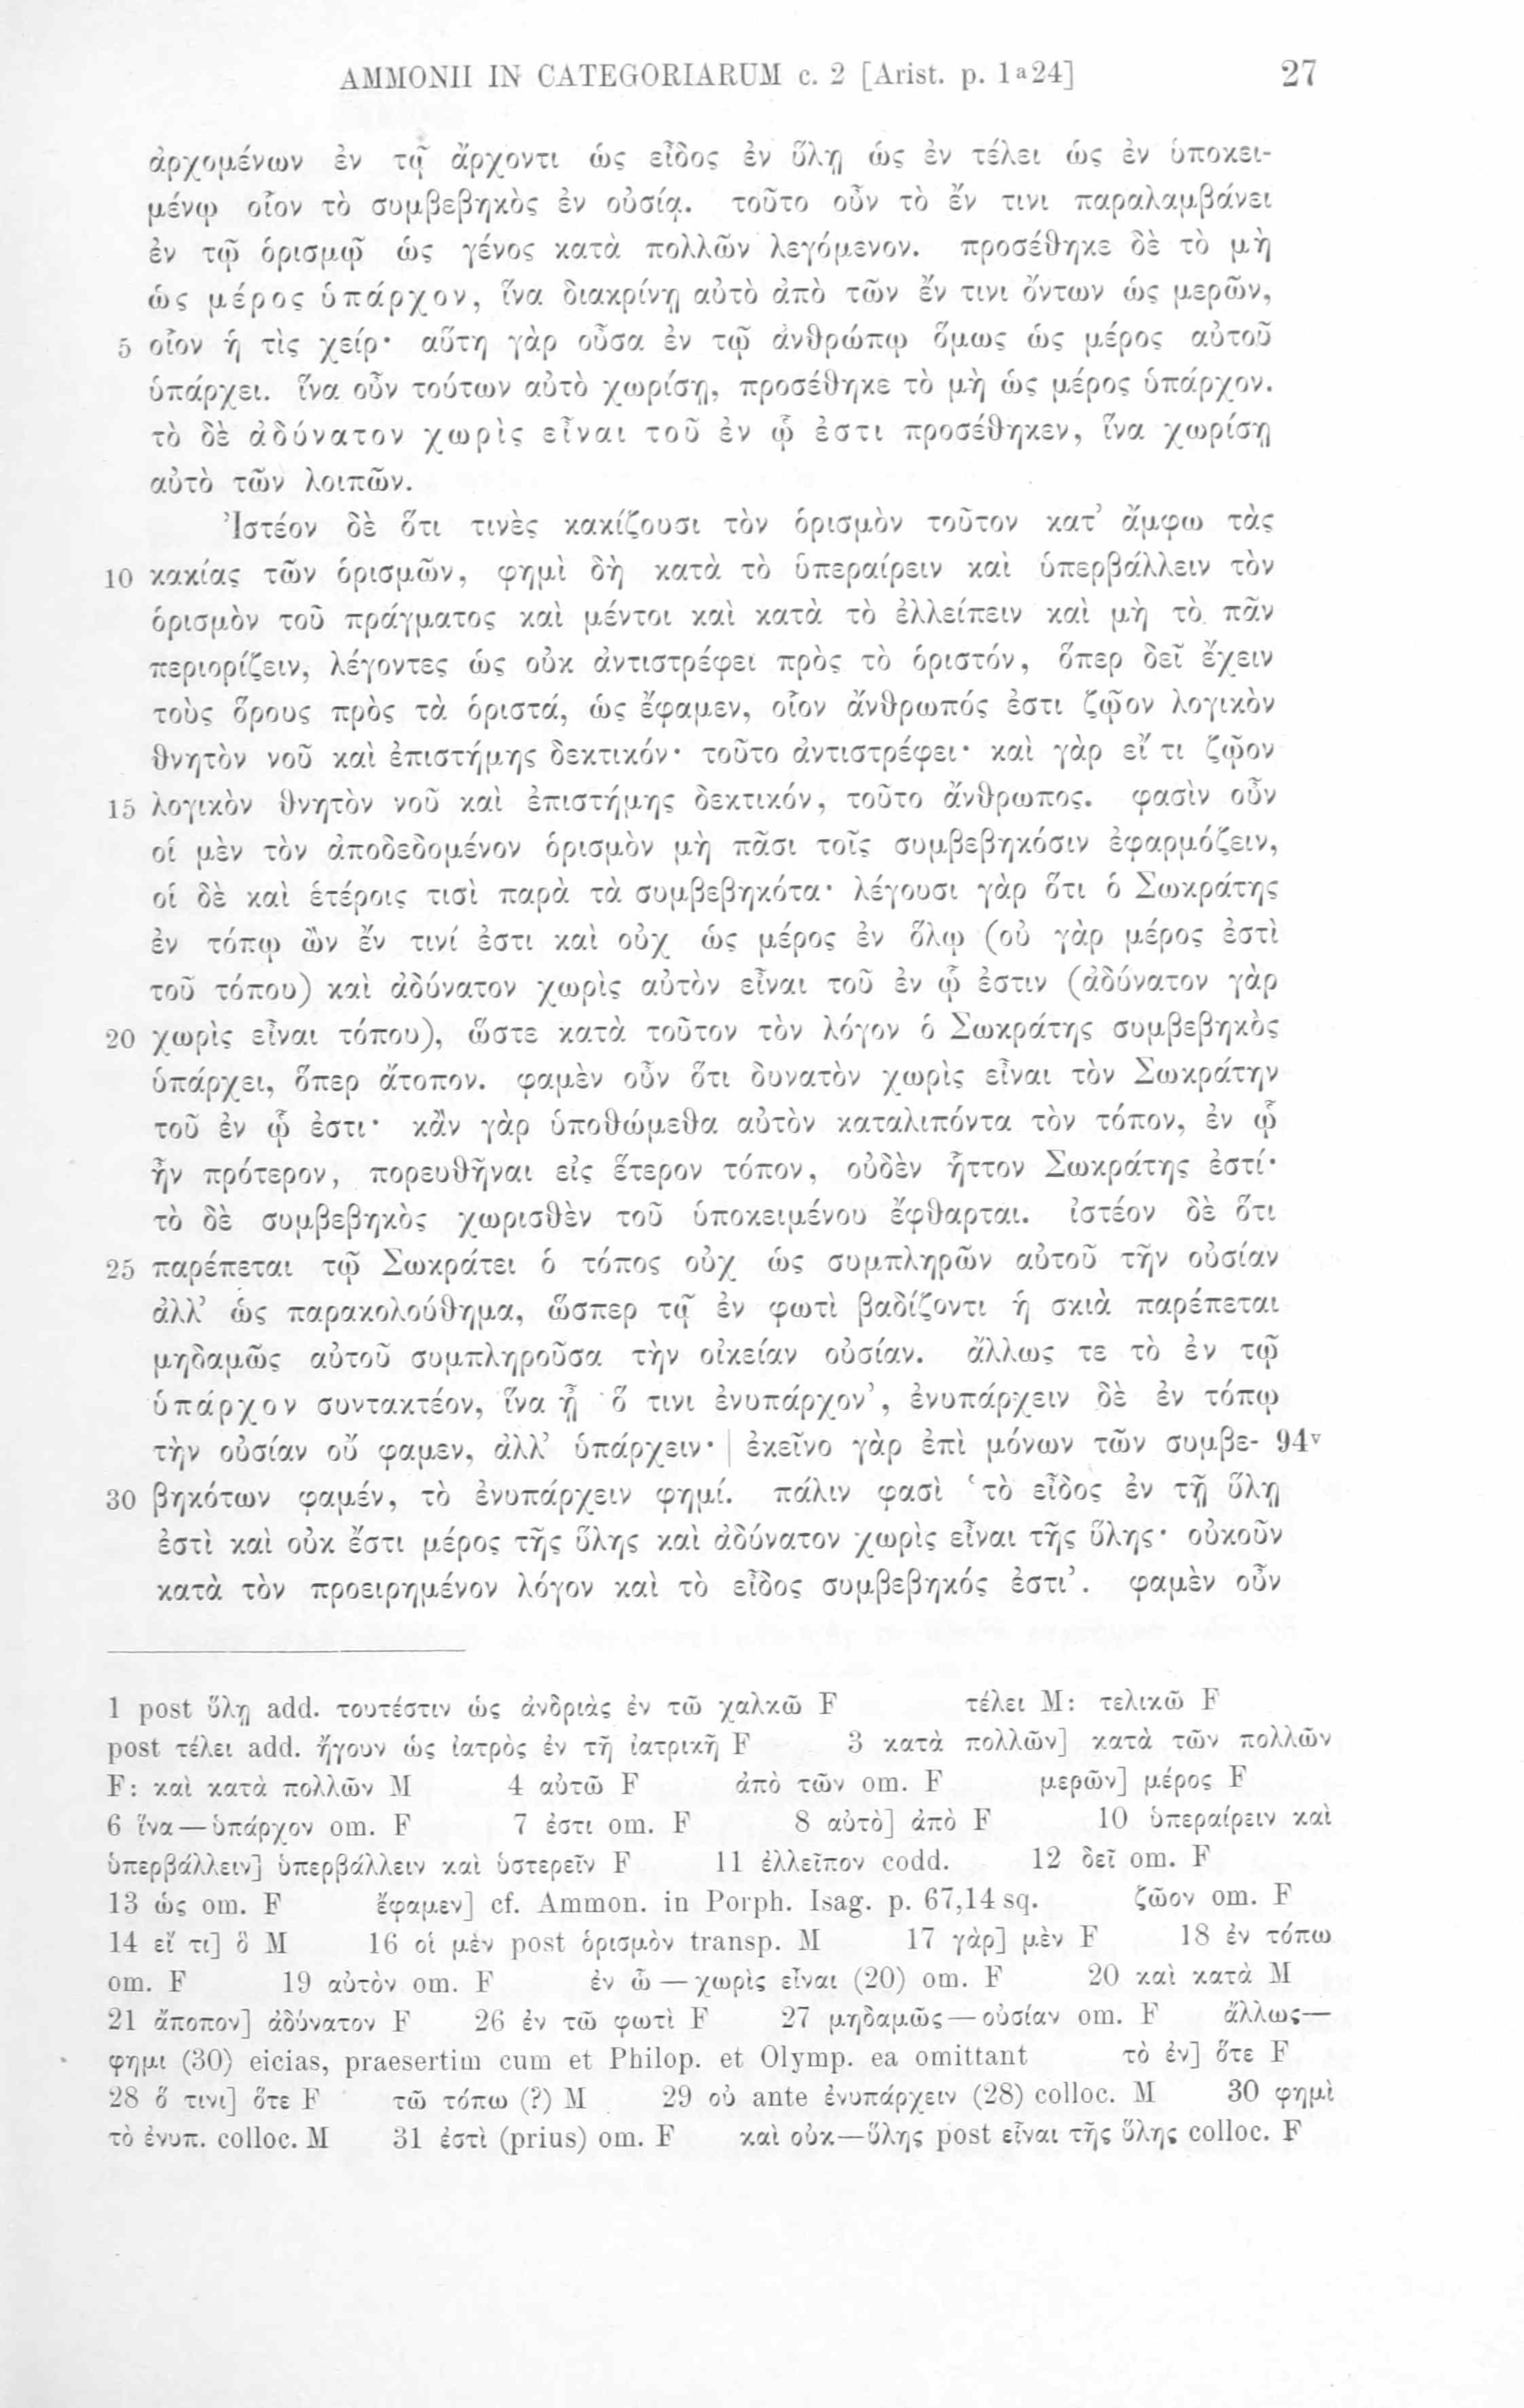 AMMONII IN CATEGORIARUM c. 2 [Arist. p. 1a24] 27
ἀρχομένων ἐν τῷ ἄρχοντι ὡς εἶδος ἐν ὕλῃ ὡς ἐν τέλει ὡς ἐν ὑποκει-
μένῳ οἷον τὸ συμβεβηκὸς ἐν οὐσίᾳ. τοῦτο οὖν τὸ ἔν τινι παραλαμβάνει
ἐν τῷ ὁρισμῷ ὡς γένος κατὰ πολλῶν λεγόμενον. προσέθηκε δὲ τὸ μὴ
ὡς μέρος ὑπάρχον, ἵνα διακρίνῃ αὐτὸ ἀπὸ τῶν ἔν τινι ὄντων ὡς μερῶν,
5 οἷον ἡ τὶς χείρ· αὕτη γὰρ οὖσα ἐν τῷ ἀνθρώπῳ ὅμως ὡς μέρος αὐτοῦ
ὑπάρχει. ἵνα οὖν τούτων αὐτὸ χωρίσῃ, προσέθηκε τὸ μὴ ὡς μέρος ὑπάρχον.
τὸ δὲ ἀδύνατον χωρὶς εἶναι τοῦ ἐν ᾧ ἐστι προσέθηκεν, ἵνα χωρίσῃ
αὐτὸ τῶν λοιπῶν.
Ἰστέον δὲ ὅτι τινὲς κακίζουσι τὸν ὁρισμὸν τοῦτον κατ’ ἄμφω τὰς
10 κακίας τῶν ὁρισμῶν, φημὶ δὴ κατὰ τὸ ὑπεραίρειν καὶ ὑπερβάλλειν τὸν
ὁρισμὸν τοῦ πράγματος καὶ μέντοι καὶ κατὰ τὸ ἐλλείπειν καὶ μὴ τὸ πᾶν
περιορίζειν, λέγοντες ὡς οὐκ ἀντιστρέφει πρὸς τὸ ὁριστόν, ὅπερ δεῖ ἔχειν
τοὺς ὅρους πρὸς τὰ ὁριστά, ὡς ἔφαμεν, οἷον ἄνθρωπός ἐστι ζῷον λογικὸν
θνητὸν νοῦ καὶ ἐπιστήμης δεκτικόν· τοῦτο ἀντιστρέφει· καὶ γὰρ εἴ τι ζῷον
15 λογικὸν θνητὸν νοῦ καὶ ἐπιστήμης δεκτικόν, τοῦτο ἄνθρωπος. φασὶν οὖν
οἱ μὲν τὸν ἀποδεδομένον ὁρισμὸν μὴ πᾶσι τοῖς συμβεβηκόσιν ἐφαρμόζειν,
οἱ δὲ καὶ ἑτέροις τισὶ παρὰ τὰ συμβεβηκότα· λέγουσι γὰρ ὅτι ὁ Σωκράτης
ἐν τόπῳ ὢν ἔν τινί ἐστι καὶ οὐχ ὡς μέρος ἐν ὅλῳ (οὐ γὰρ μέρος ἐστὶ
τοῦ τόπου) καὶ ἀδύνατον χωρὶς αὐτὸν εἶναι τοῦ ἐν ᾧ ἐστιν (ἀδύνατον γὰρ
20 χωρὶς εἶναι τόπου), ὥστε κατὰ τοῦτον τὸν λόγον ὁ Σωκράτης συμβεβηκὸς
ὑπάρχει, ὅπερ ἄτοπον. φαμὲν οὖν ὅτι δυνατὸν χωρὶς εἶναι τὸν Σωκράτην
τοῦ ἐν ᾧ ἐστι· κἂν γὰρ ὑποθώμεθα αὐτὸν καταλιπόντα τὸν τόπον, ἐν ᾧ
ἦν πρότερον, πορευθῆναι εἰς ἕτερον τόπον, οὐδὲν ἧττον Σωκράτης ἐστί·
τὸ δὲ συμβεβηκὸς χωρισθὲν τοῦ ὑποκειμένου ἔφθαρται. ἰστέον δὲ ὅτι
25 παρέπεται τῷ Σωκράτει ὁ τόπος οὐχ ὡς συμπληρῶν αὐτοῦ τὴν οὐσίαν
ἀλλ’ ὡς παρακολούθημα, ὥσπερ τῷ ἐν φωτὶ βαδίζοντι ἡ σκιὰ παρέπεται
μηδαμῶς αὐτοῦ συμπληροῦσα τὴν οἰκείαν οὐσίαν. ἄλλως τε τὸ ἐν τῷ
ὑπάρχον συντακτέον, ἵνα ᾖ ‘ὅ τινι ἐνυπάρχον’, ἐνυπάρχειν δὲ ἐν τόπῳ
τὴν οὐσίαν οὔ φαμεν, ἀλλ’ ὑπάρχειν· | ἐκεῖνο γὰρ ἐπὶ μόνων τῶν συμβε- 94v
30 βηκότων φαμέν, τὸ ἐνυπάρχειν φημί. πάλιν φασὶ ‘τὸ εἶδος ἐν τῇ ὕλῃ
ἐστὶ καὶ οὐκ ἔστι μέρος τῆς ὕλης καὶ ἀδύνατον χωρὶς εἶναι τῆς ὕλης· οὐκοῦν
κατὰ τὸν προειρημένον λόγον καὶ τὸ εἶδος συμβεβηκός ἐστι’. φαμὲν οὖν
1 post ὕλῃ add. τουτέστιν ὡς ἀνδριὰς ἐν τῶ χαλκῶ F τέλει M: τελικῶ F
post τέλει add. ἤγουν ὡς ἰατρὸς ἐν τῆ ἰατρικῆ F 3 κατὰ πολλῶν] κατὰ τῶν πολλῶν
F: καὶ κατὰ πολλῶν M 4 αὐτῶ F ἀπὸ τῶν om. F μερῶν] μέρος F
6 ἵνα—ὑπάρχον om. F 7 ἐστι om. F 8 αὐτὸ] ἀπὸ F 10 ὑπεραίρειν καὶ
ὑπερβάλλειν] ὑπερβάλλειν καὶ ὑστερεῖν F 11 ἐλλεῖπον codd. 12 δεῖ om. F
13 ὡς om. F ἔφαμεν] cf. Ammon. in Porph. Isag. p. 67,14 sq. ζῶον om. F
14 εἴ τι] ὃ M 16 οἱ μὲν post ὁρισμὸν transp. M 17 γὰρ] μὲν F 18 ἐν τόπω
om. F 19 αὐτὸν om. F ἐν ὧ—χωρὶς εἶναι (20) om. F 20 καὶ κατὰ M
21 ἄποπον] ἀδύνατον F 26 ἐν τῶ φωτὶ F 27 μηδαμῶς—οὐσίαν om. F ἄλλως—
φημι (30) eicias, praesertim cum et Philop. et Olymp. ea omittant τὸ ἐν] ὅτε F
28 ὅ τινι] ὅτε F τῶ τόπω (?) M 29 οὐ ante ἐνυπάρχειν (28) colloc. M 30 φημὶ
τὸ ἐνυπ. colloc. M 31 ἐστὶ (prius) om. F καὶ οὐκ—ὕλης post εἶναι τῆς ὕλης colloc. F